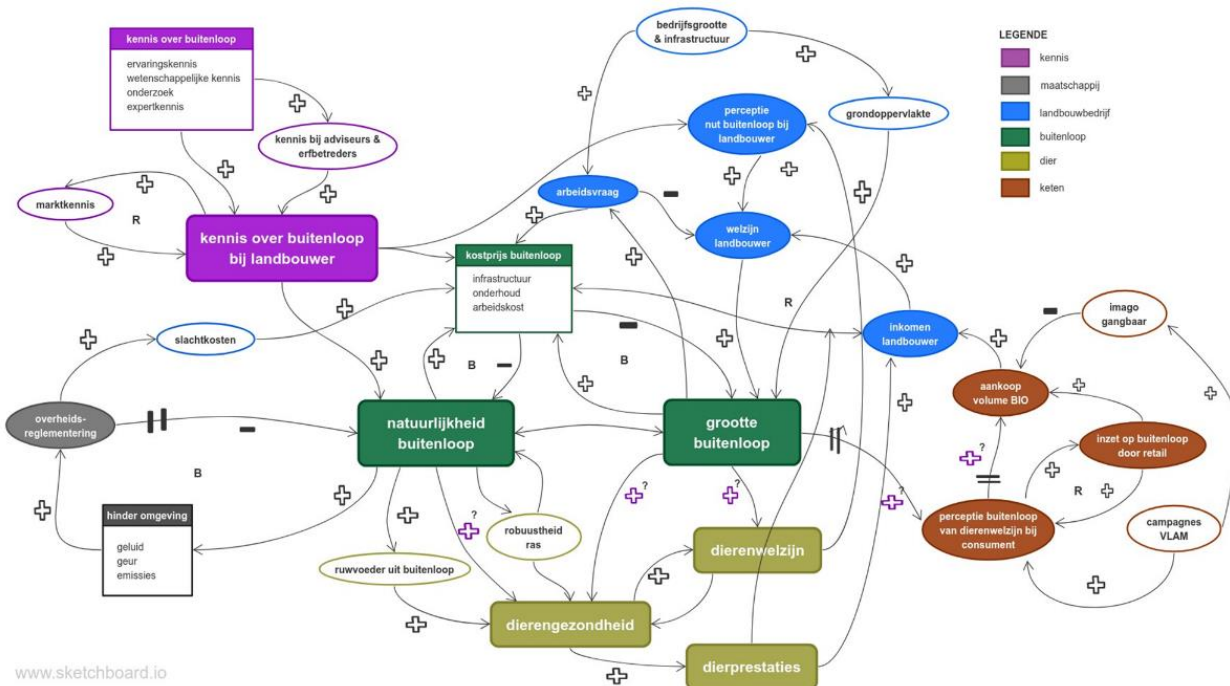 kennis over buitenloop
ervaringskennis
wetenschappelijke kennis
onderzoek
expertkennis
kennis bij adviseurs &
erfbetreders
marktkennis
R
kennis over buitenloop
bij landbouwer
bedrijfsgrootte
& infrastructuur
perceptie
nut buitenloop bij
landbouwer
grondoppervlakte
arbeidsvraag
welzijn
landbouwer
LEGENDE
kennis
maatschappij
landbouwbedrijf
buitenloop
dier
keten
kostprijs buitenloop
infrastructuur
onderhoud
arbeidskost
slachtkosten
R
inkomen
landbouwer
imago
gangbaar
B
B
aankoop
volume BIO
overheids-
reglementering
natuurlijkheid
buitenloop
grootte
buitenloop
inzet op buitenloop
door retail
B
?
?
?
?
?
R
hinder omgeving
geluid
geur
emissies
robuustheid
ras
ruwvoeder uit buitenloop
dierenwelzijn
perceptie buitenloop
van dierenwelzijn bij
consument
campagnes
VLAM
dierengezondheid
dierprestaties
www.sketchboard.io